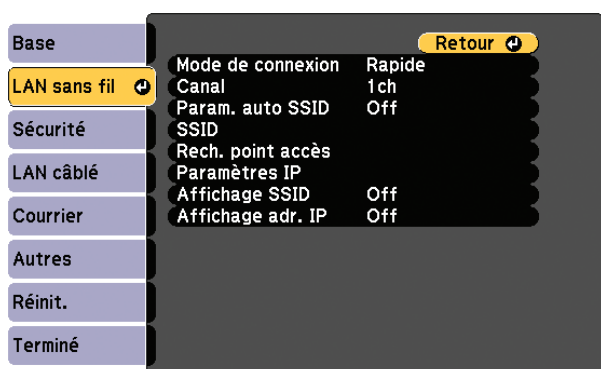 Base
LAN sans fil
Sécurité
LAN câblé
Courrier
Autres
Réinit.
Terminé
Retour
Mode de connexion Rapide
Canal 1ch
Param. auto SSID Off
SSID
Rech. point accès
Paramètres IP
Affichage SSID Off
Affichage adr. IP Off